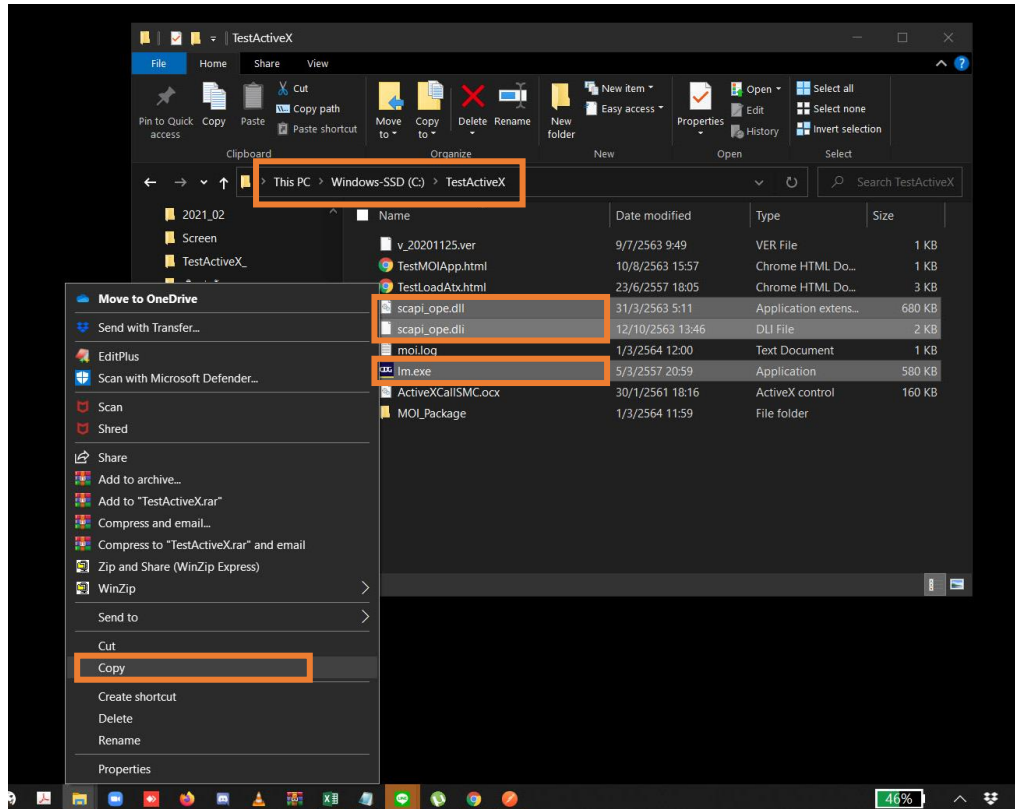 TestActiveX
File Home Share View
Pin to Quick access
Copy
Paste
Cut
Copy path
Paste shortcut
Clipboard
Move to
Copy to
Delete
Rename
Organize
New folder
New item
Easy access
New
Properties
Open
Edit
History
Open
Select all
Select none
Invert selection
Select
This PC > Windows-SSD (C:) > TestActiveX
Search TestActiveX
2021_02
Screen
TestActiveX_
Name Date modified Type Size
v_20201125.ver 9/7/2563 9:49 VER File 1 KB
TestMOIApp.html 10/8/2563 15:57 Chrome HTML Do... 1 KB
TestLoadAtx.html 23/6/2557 18:05 Chrome HTML Do... 3 KB
scapi_ope.dll 31/3/2563 5:11 Application extens... 680 KB
scapi_ope.dli 12/10/2563 13:46 DLI File 2 KB
moi.log 1/3/2564 12:00 Text Document 1 KB
lm.exe 5/3/2557 20:59 Application 580 KB
ActiveXCallSMC.ocx 30/1/2561 18:16 ActiveX control 160 KB
MOI_Package 1/3/2564 11:59 File folder
Move to OneDrive
Send with Transfer...
EditPlus
Scan with Microsoft Defender...
Scan
Shred
Share
Add to archive...
Add to "TestActiveX.rar"
Compress and email...
Compress to "TestActiveX.rar" and email
Zip and Share (WinZip Express)
WinZip
Send to
Cut
Copy
Create shortcut
Delete
Rename
Properties
46%